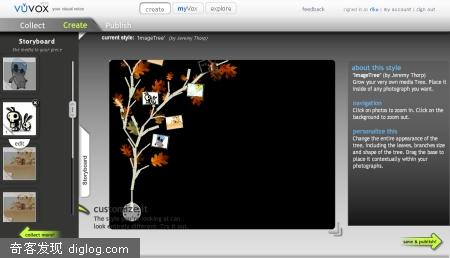 vuvox your visual voice
create myVox explore
feedback
signed in as rlke | my account | sign out
Collect Create Publish
current style: 'ImageTree' (by Jeremy Thorp)
Storyboard
the media in your piece
edit
collect more!
Storyboard
customize it
The style you're looking at can
look entirely different. Try it out.
about this style
'ImageTree' (by Jeremy Thorp)
Grow your very own media Tree. Place it
inside of any photograph you want.
navigation
Click on photos to zoom in. Click on the
background to zoom out.
personalize this
Change the entire appearance of the
tree, including the leaves, branches size
and shape of the tree. Drag the base to
place it contextually within your
photographs.
save & publish!
奇客发现 diglog.com